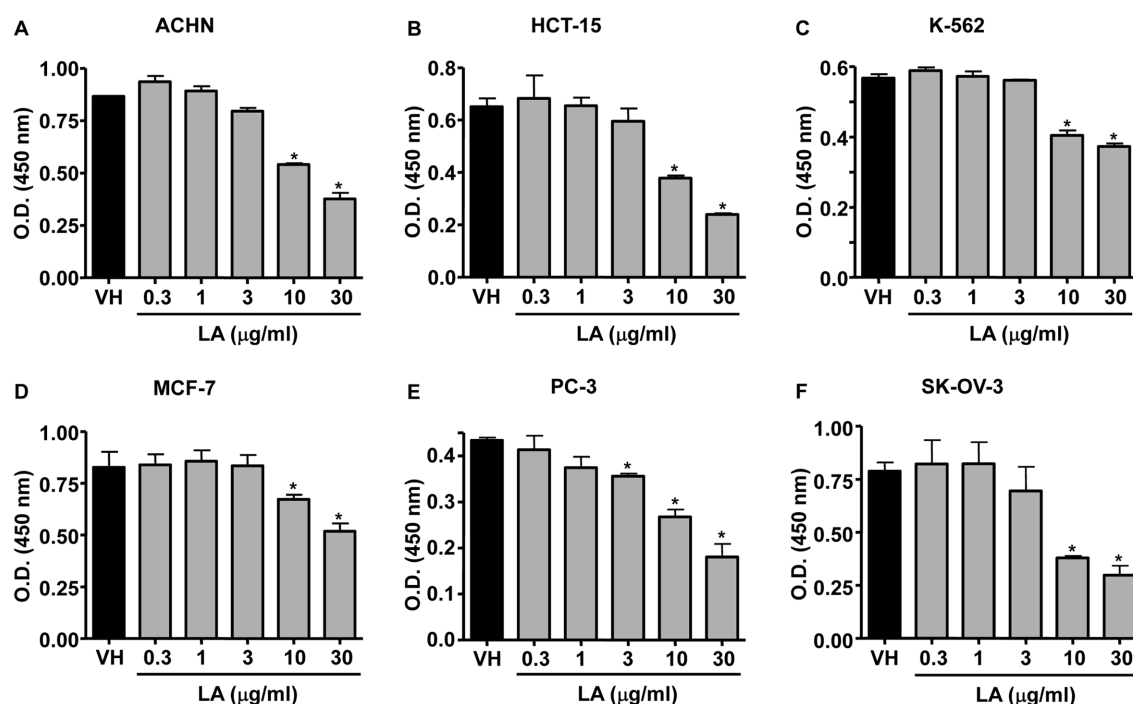 A
ACHN
O.D. (450 nm)
1.00
0.75
0.50
0.25
0.00
*
*
VH 0.3 1 3 10 30
LA (μg/ml)
B
HCT-15
O.D. (450 nm)
0.8
0.6
0.4
0.2
0.0
*
*
VH 0.3 1 3 10 30
LA (μg/ml)
C
K-562
O.D. (450 nm)
0.6
0.4
0.6
0.0
*
*
VH 0.3 1 3 10 30
LA (μg/ml)
D
MCF-7
O.D. (450 nm)
1.00
0.75
0.50
0.25
0.00
*
*
VH 0.3 1 3 10 30
LA (μg/ml)
E
PC-3
O.D. (450 nm)
0.4
0.3
0.2
0.0
*
*
*
VH 0.3 1 3 10 30
LA (μg/ml)
F
SK-OV-3
O.D. (450 nm)
1.00
0.75
0.50
0.25
0.00
*
*
VH 0.3 1 3 10 30
LA (μg/ml)